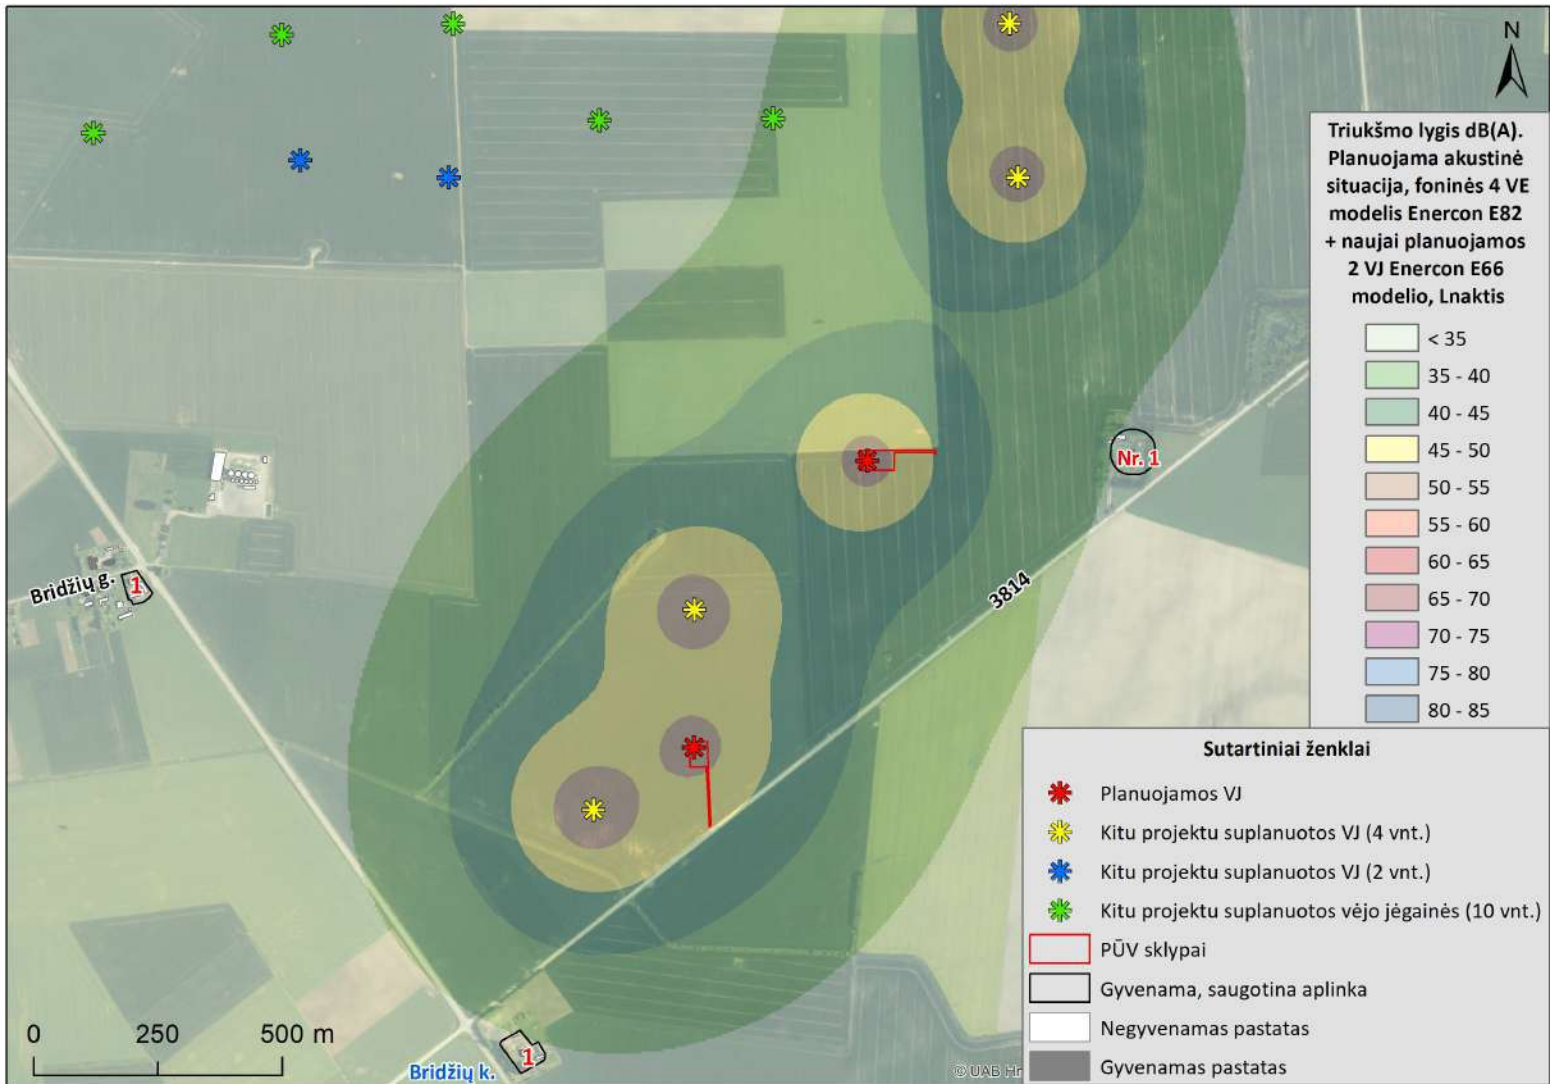 N
Triukšmo lygis dB(A).
Planuojama akustinė
situacija, foninės 4 VE
modelis Enercon E82
+ naujai planuojamos
2 VJ Enercon E66
modelio, Lnaktis
< 35
35 - 40
40 - 45
45 - 50
50 - 55
55 - 60
60 - 65
65 - 70
70 - 75
75 - 80
80 - 85
Nr. 1
3814
Bridžių g.
1
Sutartiniai ženklai
Planuojamos VJ
Kitu projektu suplanuotos VJ (4 vnt.)
Kitu projektu suplanuotos VJ (2 vnt.)
Kitu projektu suplanuotos vėjo jėgainės (10 vnt.)
PŪV sklypai
Gyvenama, saugotina aplinka
Negyvenamas pastatas
Gyvenamas pastatas
0 250 500 m
1
Bridžių k.
© UAB